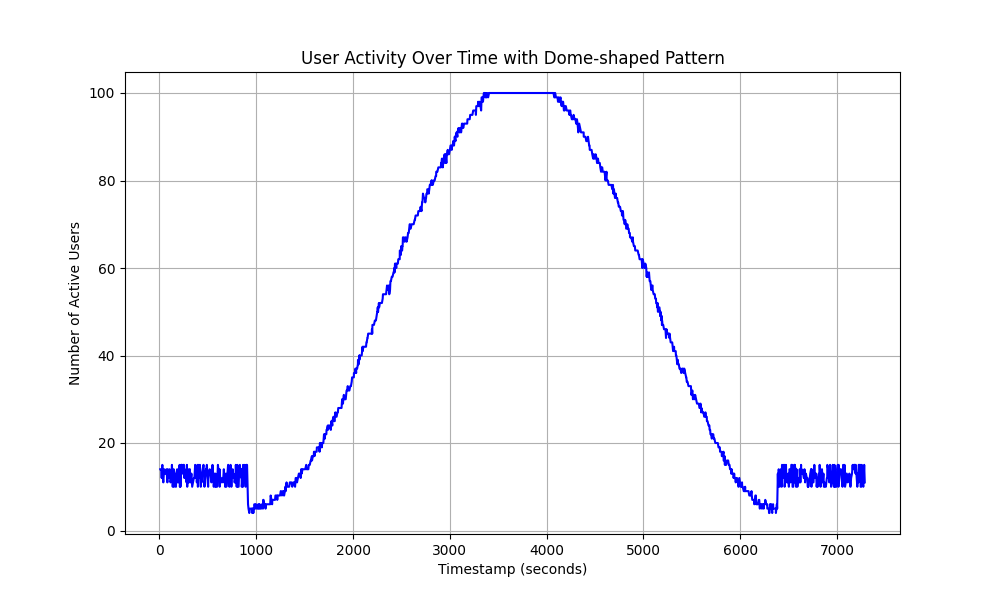 User Activity Over Time with Dome-shaped Pattern
Number of Active Users
100
80
60
40
20
0
0 1000 2000 3000 4000 5000 6000 7000
Timestamp (seconds)